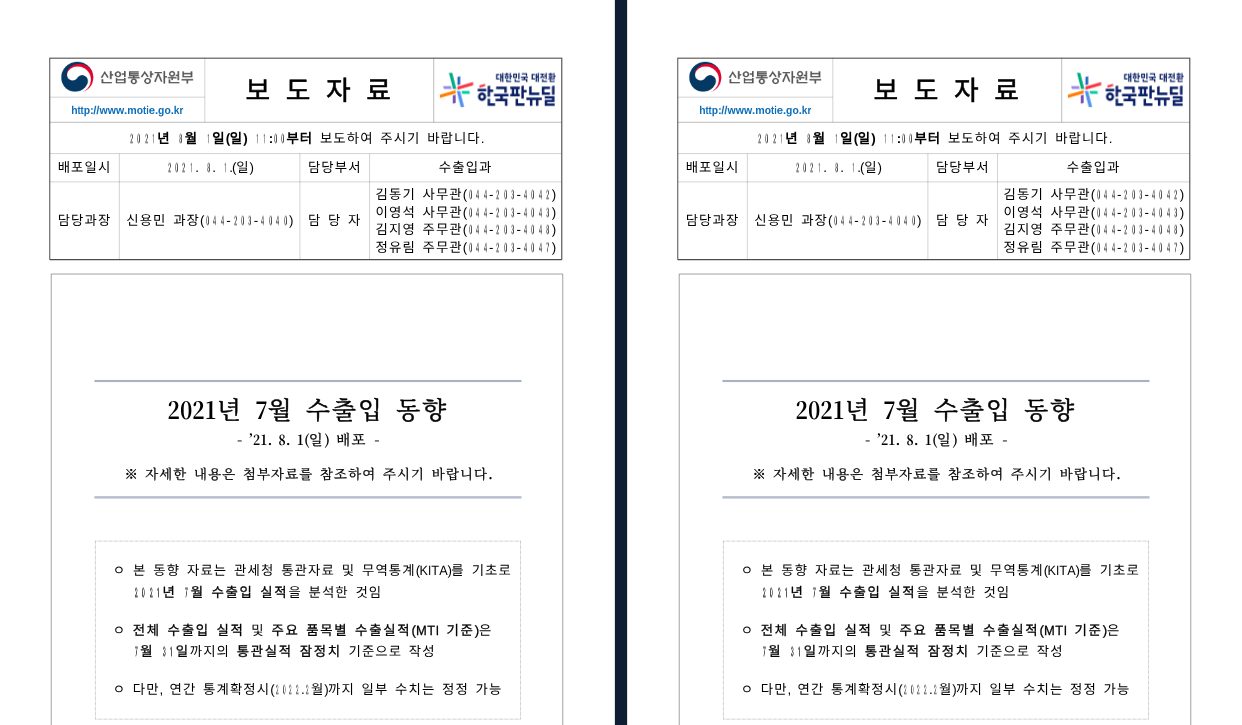 산업통상자원부
http://www.motie.go.kr
보 도 자 료
대한민국 대전환
한국판뉴딜
2021년 8월 1일(일) 11:00부터 보도하여 주시기 바랍니다.
배포일시
2021. 8. 1.(일)
담당부서
수출입과
담당과장
신용민 과장(044-203-4040)
담 당 자
김동기 사무관(044-203-4042)
이영석 사무관(044-203-4043)
김지영 주무관(044-203-4048)
정유림 주무관(044-203-4047)
2021년 7월 수출입 동향
- ’21. 8. 1(일) 배포 -
※ 자세한 내용은 첨부자료를 참조하여 주시기 바랍니다.
ㅇ 본 동향 자료는 관세청 통관자료 및 무역통계(KITA)를 기초로
2021년 7월 수출입 실적을 분석한 것임
ㅇ 전체 수출입 실적 및 주요 품목별 수출실적(MTI 기준)은
7월 31일까지의 통관실적 잠정치 기준으로 작성
ㅇ 다만, 연간 통계확정시(2022.2월)까지 일부 수치는 정정 가능
산업통상자원부
http://www.motie.go.kr
보 도 자 료
대한민국 대전환
한국판뉴딜
2021년 8월 1일(일) 11:00부터 보도하여 주시기 바랍니다.
배포일시
2021. 8. 1.(일)
담당부서
수출입과
담당과장
신용민 과장(044-203-4040)
담 당 자
김동기 사무관(044-203-4042)
이영석 사무관(044-203-4043)
김지영 주무관(044-203-4048)
정유림 주무관(044-203-4047)
2021년 7월 수출입 동향
- ’21. 8. 1(일) 배포 -
※ 자세한 내용은 첨부자료를 참조하여 주시기 바랍니다.
ㅇ 본 동향 자료는 관세청 통관자료 및 무역통계(KITA)를 기초로
2021년 7월 수출입 실적을 분석한 것임
ㅇ 전체 수출입 실적 및 주요 품목별 수출실적(MTI 기준)은
7월 31일까지의 통관실적 잠정치 기준으로 작성
ㅇ 다만, 연간 통계확정시(2022.2월)까지 일부 수치는 정정 가능